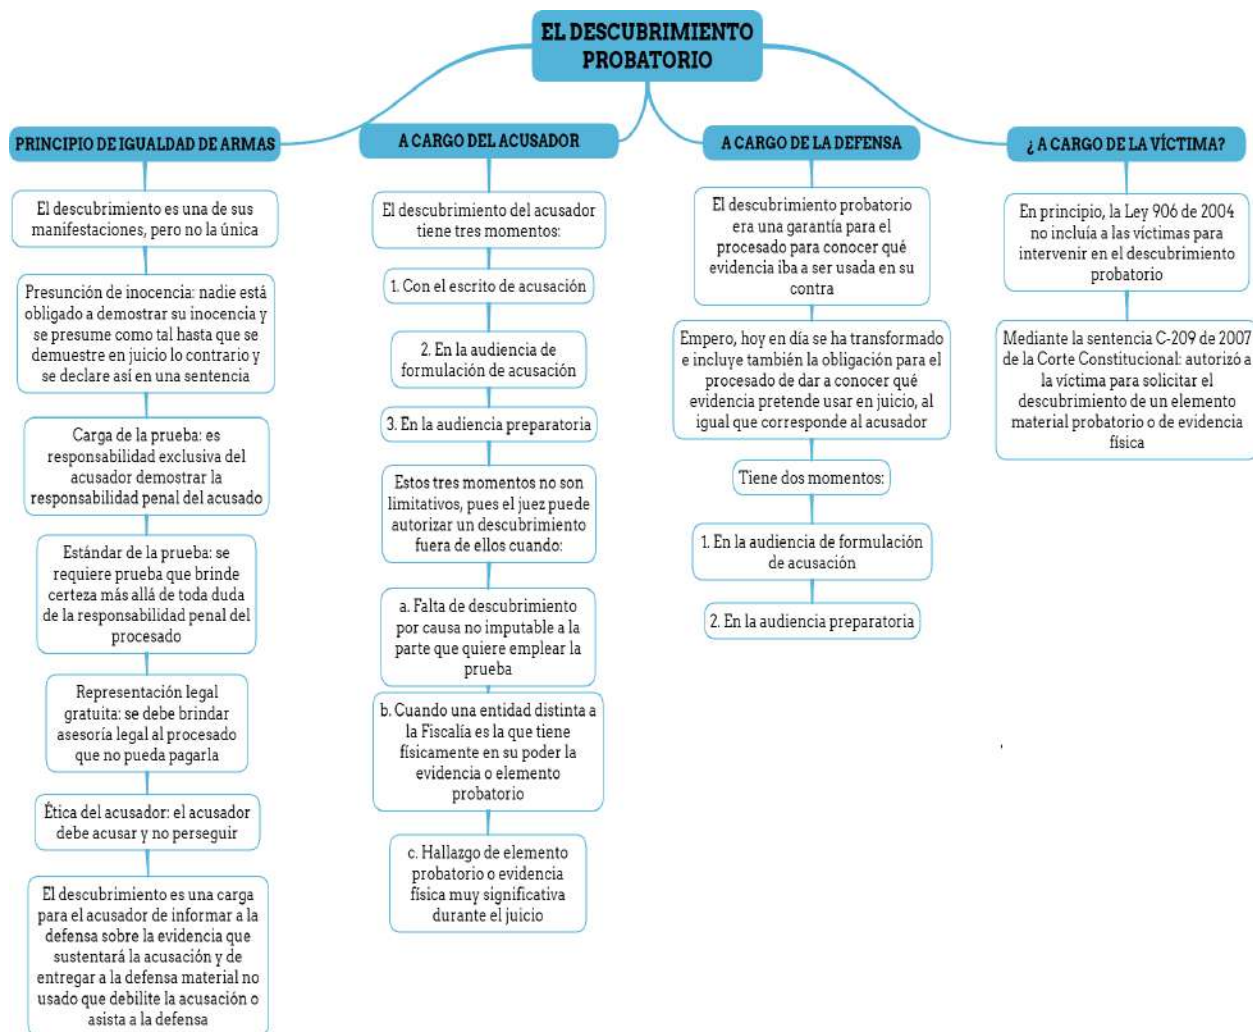 EL DESCUBRIMIENTO
PROBATORIO
PRINCIPIO DE IGUALDAD DE ARMAS
El descubrimiento es una de sus
manifestaciones, pero no la única
Presunción de inocencia: nadie está
obligado a demostrar su inocencia y
se presume como tal hasta que se
demuestre en juicio lo contrario y
se declare así en una sentencia
Carga de la prueba: es
responsabilidad exclusiva del
acusador demostrar la
responsabilidad penal del acusado
Estándar de la prueba: se
requiere prueba que brinde
certeza más allá de toda duda
de la responsabilidad penal del
procesado
Representación legal
gratuita: se debe brindar
asesoría legal al procesado
que no pueda pagarla
Ética del acusador: el acusador
debe acusar y no perseguir
El descubrimiento es una carga
para el acusador de informar a la
defensa sobre la evidencia que
sustentará la acusación y de
entregar a la defensa material no
usado que debilite la acusación o
asista a la defensa
A CARGO DEL ACUSADOR
El descubrimiento del acusador
tiene tres momentos:
1. Con el escrito de acusación
2. En la audiencia de
formulación de acusación
3. En la audiencia preparatoria
Estos tres momentos no son
limitativos, pues el juez puede
autorizar un descubrimiento
fuera de ellos cuando:
a. Falta de descubrimiento
por causa no imputable a la
parte que quiere emplear la
prueba
b. Cuando una entidad distinta a
la Fiscalía es la que tiene
físicamente en su poder la
evidencia o elemento
probatorio
c. Hallazgo de elemento
probatorio o evidencia
física muy significativa
durante el juicio
A CARGO DE LA DEFENSA
El descubrimiento probatorio
era una garantía para el
procesado para conocer qué
evidencia iba a ser usada en su
contra
Empero, hoy en día se ha transformado
e incluye también la obligación para el
procesado de dar a conocer qué
evidencia pretende usar en juicio, al
igual que corresponde al acusador
Tiene dos momentos:
1. En la audiencia de formulación
de acusación
2. En la audiencia preparatoria
¿ A CARGO DE LA VÍCTIMA?
En principio, la Ley 906 de 2004
no incluía a las víctimas para
intervenir en el descubrimiento
probatorio
Mediante la sentencia C-209 de 2007
de la Corte Constitucional: autorizó a
la víctima para solicitar el
descubrimiento de un elemento
material probatorio o de evidencia
física